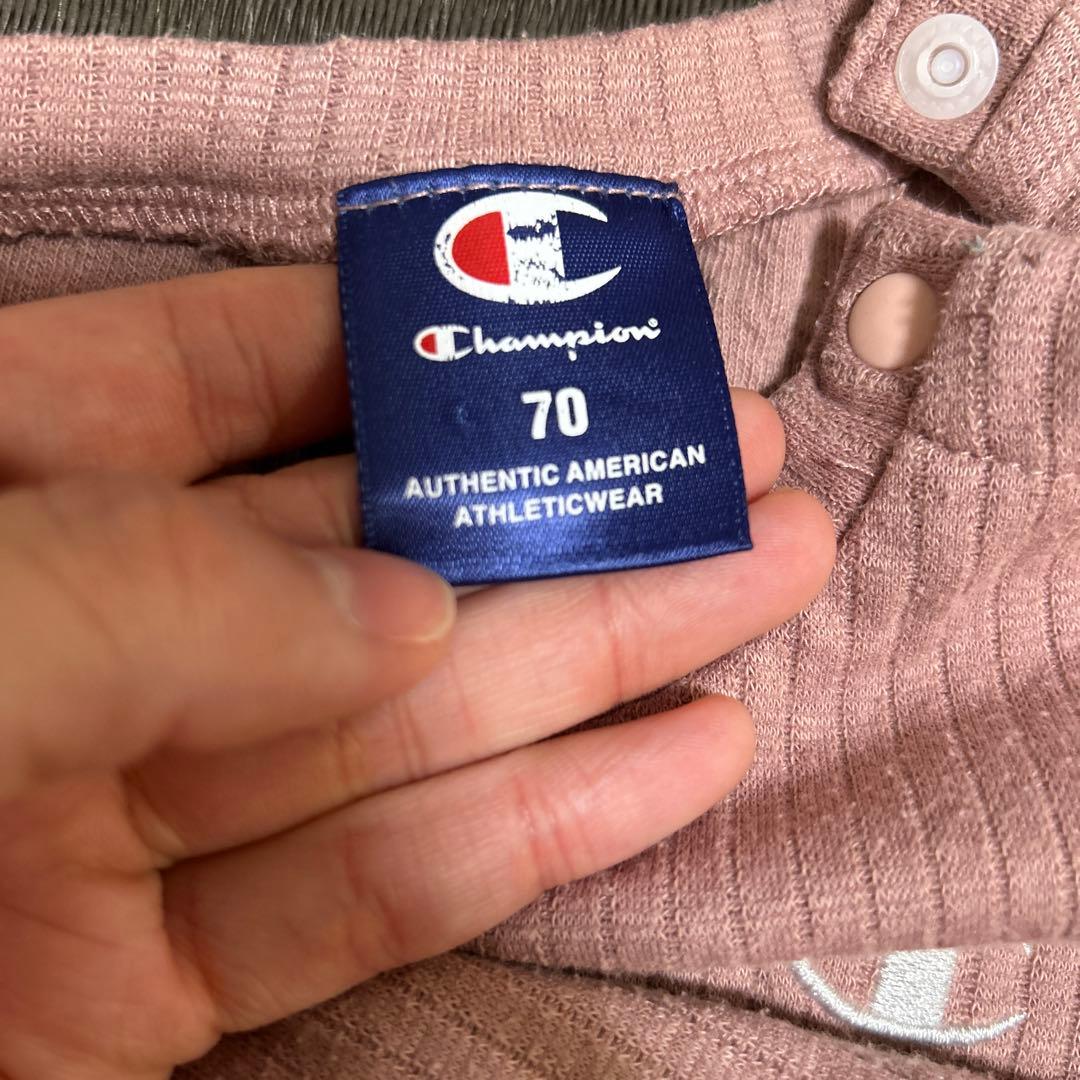 Champion
70
AUTHENTIC AMERICAN
ATHLETICWEAR